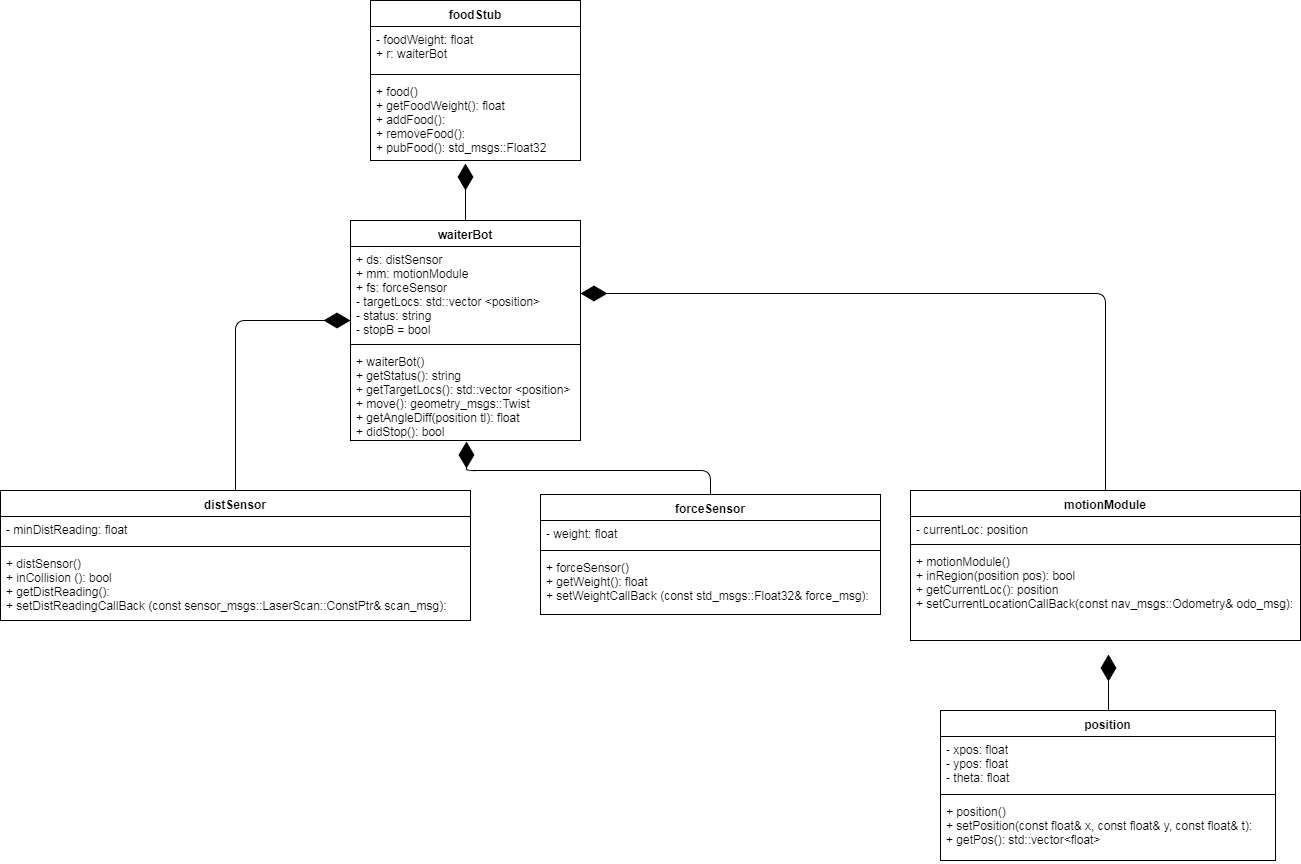 foodStub
- foodWeight: float
+ r: waiterBot
+ food()
+ getFoodWeight(): float
+ addFood():
+ removeFood():
+ pubFood(): std_msgs::Float32
waiterBot
+ ds: distSensor
+ mm: motionModule
+ fs: forceSensor
- targetLocs: std::vector <position>
- status: string
- stopB = bool
+ waiterBot()
+ getStatus(): string
+ getTargetLocs(): std::vector <position>
+ move(): geometry_msgs::Twist
+ getAngleDiff(position tl): float
+ didStop(): bool
distSensor
- minDistReading: float
+ distSensor()
+ inCollision (): bool
+ getDistReading():
+ setDistReadingCallBack (const sensor_msgs::LaserScan::ConstPtr& scan_msg):
forceSensor
- weight: float
+ forceSensor()
+ getWeight(): float
+ setWeightCallBack (const std_msgs::Float32& force_msg):
motionModule
- currentLoc: position
+ motionModule()
+ inRegion(position pos): bool
+ getCurrentLoc(): position
+ setCurrentLocationCallBack(const nav_msgs::Odometry& odo_msg):
position
- xpos: float
- ypos: float
- theta: float
+ position()
+ setPosition(const float& x, const float& y, const float& t):
+ getPos(): std::vector<float>